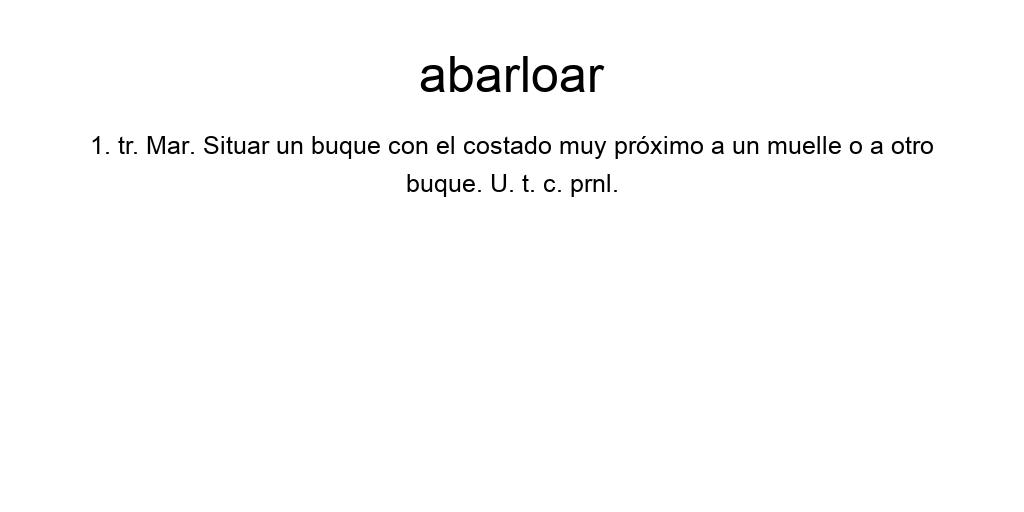 abarloar
1. tr. Mar. Situar un buque con el costado muy próximo a un muelle o a otro
buque. U. t. c. prnl.